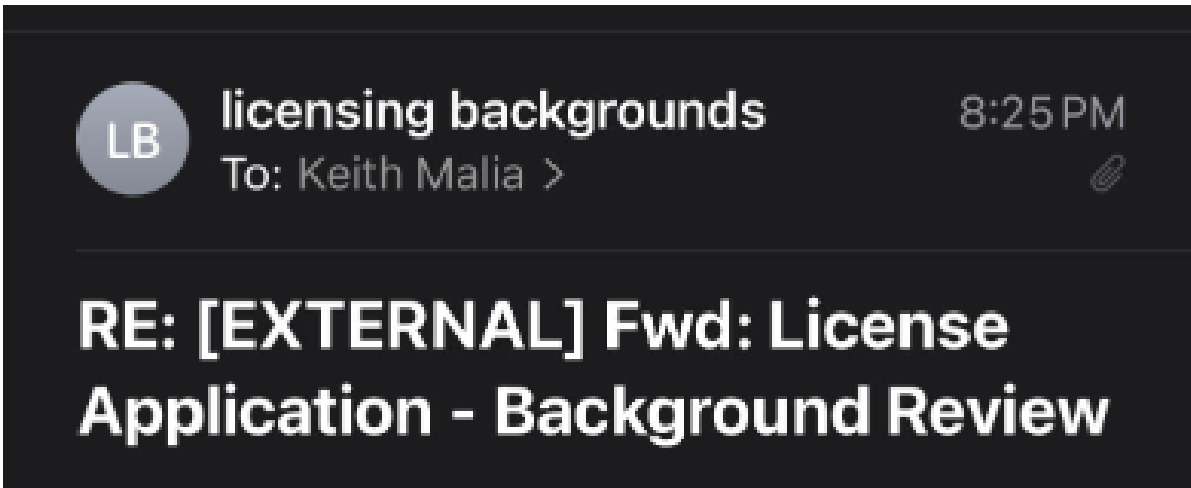 LB
licensing backgrounds
8:25 PM
To: Keith Malia >
RE: [EXTERNAL] Fwd: License
Application - Background Review